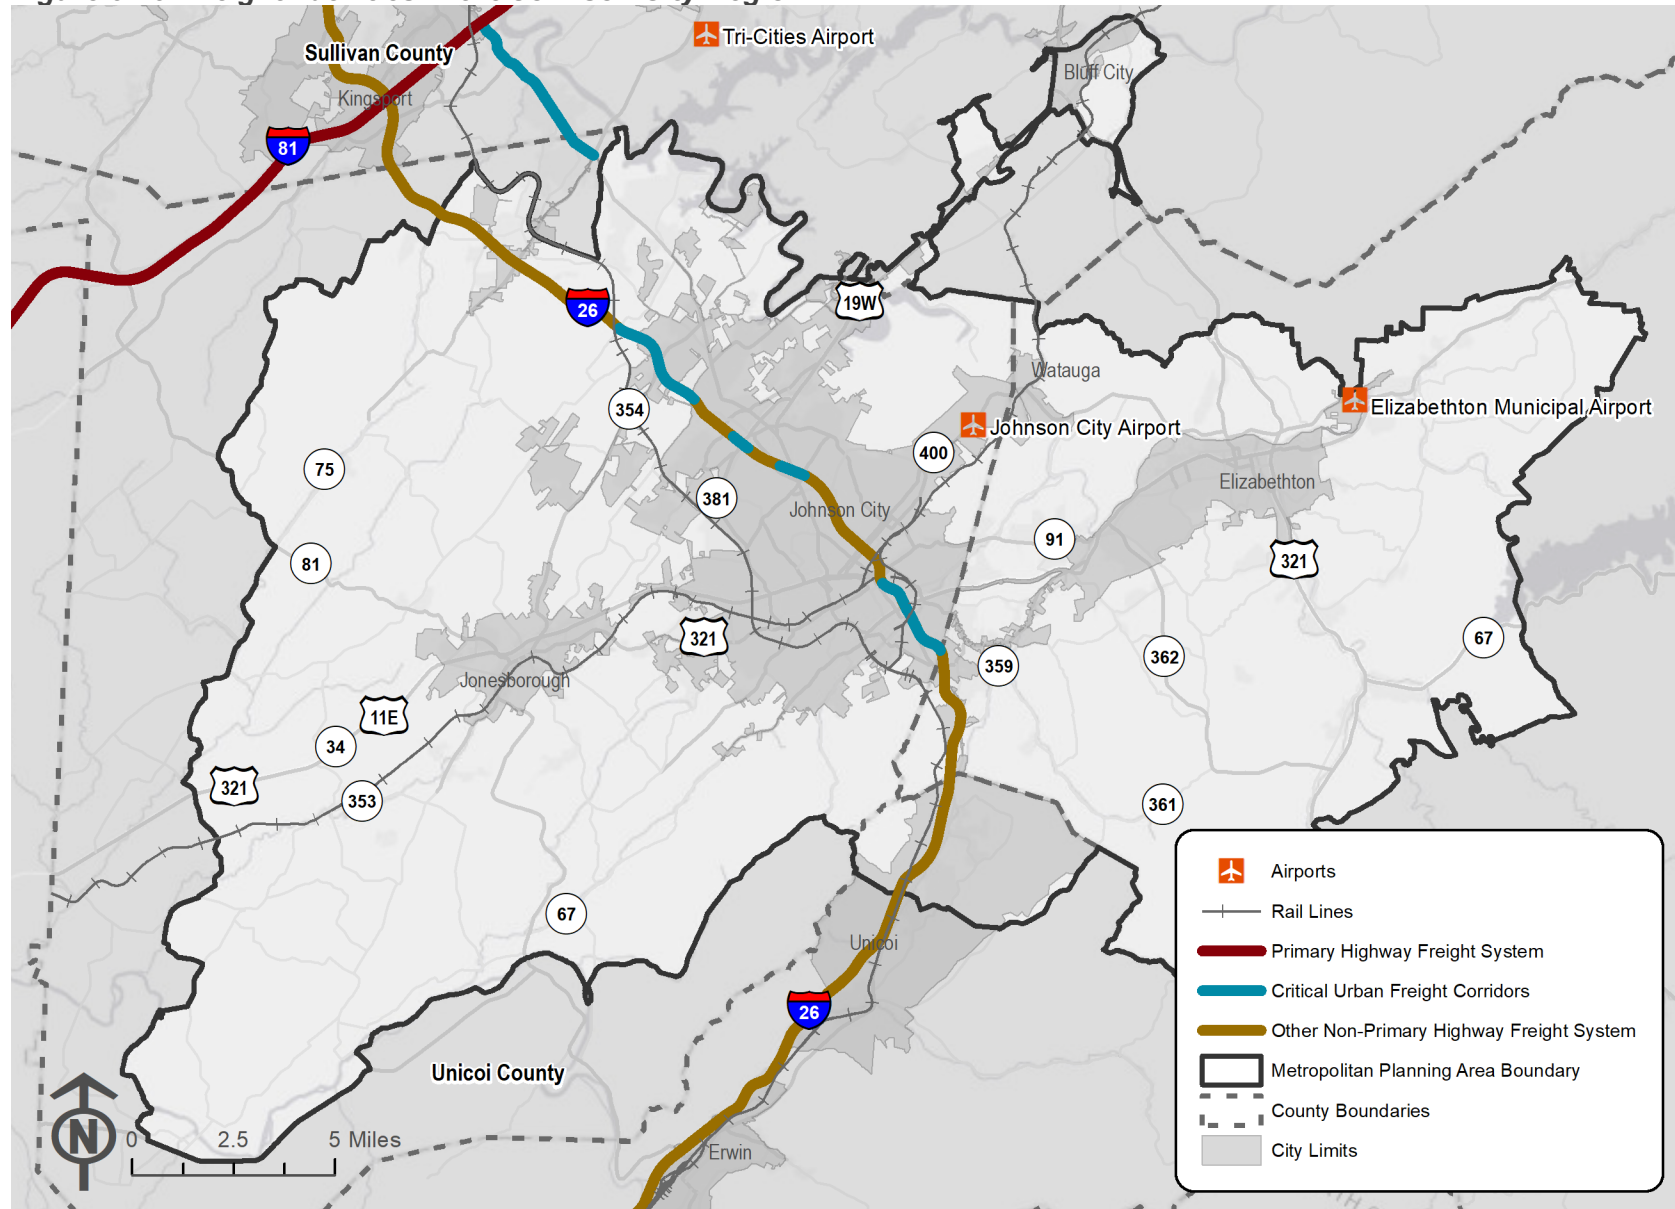 Tri-Cities Airport
Sullivan County
Bluff City
Kingsport
81
19W
26
Watauga
Elizabethton Municipal Airport
354
Johnson City Airport
400
75
Elizabethton
381
Johnson City
91
81
321
321
67
362
359
Jonesborough
11E
34
321
353
361
67
Unicoi
26
Unicoi County
Erwin
N
0 2.5 5 Miles
Airports
Rail Lines
Primary Highway Freight System
Critical Urban Freight Corridors
Other Non-Primary Highway Freight System
Metropolitan Planning Area Boundary
County Boundaries
City Limits